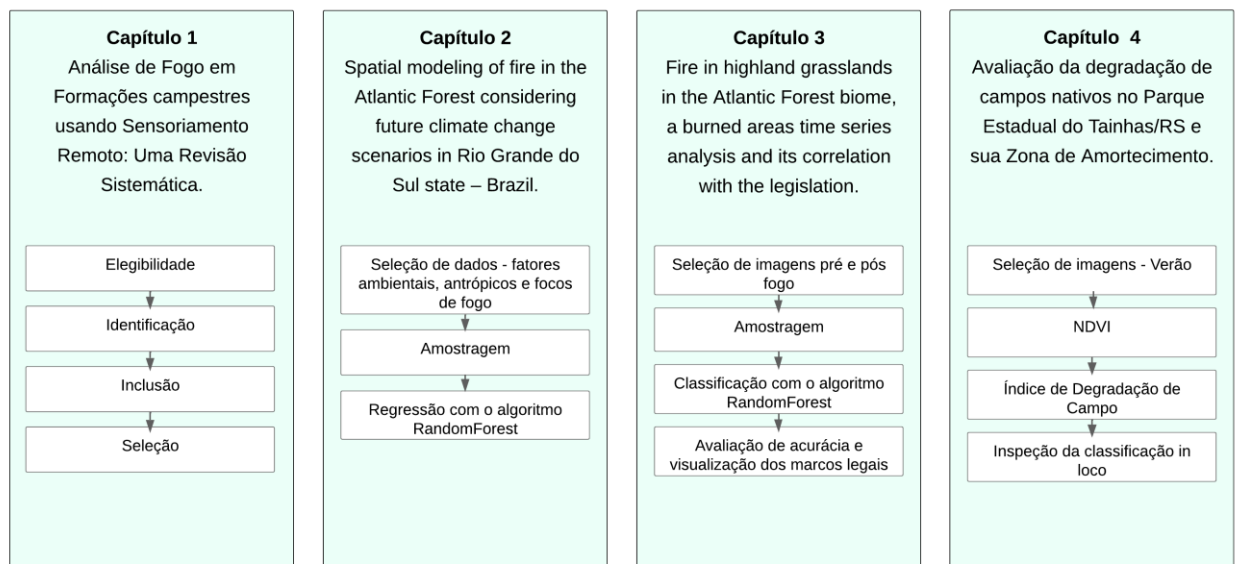 Capítulo 1
Análise de Fogo em
Formações campestres
usando Sensoriamento
Remoto: Uma Revisão
Sistemática.
Elegibilidade
Identificação
Inclusão
Seleção
Capítulo 2
Spatial modeling of fire in the
Atlantic Forest considering
future climate change
scenarios in Rio Grande do
Sul state – Brazil.
Seleção de dados - fatores
ambientais, antrópicos e focos
de fogo
Amostragem
Regressão com o algoritmo
RandomForest
Capítulo 3
Fire in highland grasslands
in the Atlantic Forest biome,
a burned areas time series
analysis and its correlation
with the legislation.
Seleção de imagens pré e pós
fogo
Amostragem
Classificação com o algoritmo
RandomForest
Avaliação de acurácia e
visualização dos marcos legais
Capítulo 4
Avaliação da degradação de
campos nativos no Parque
Estadual do Tainhas/RS e
sua Zona de Amortecimento.
Seleção de imagens - Verão
NDVI
Índice de Degradação de
Campo
Inspeção da classificação in
loco